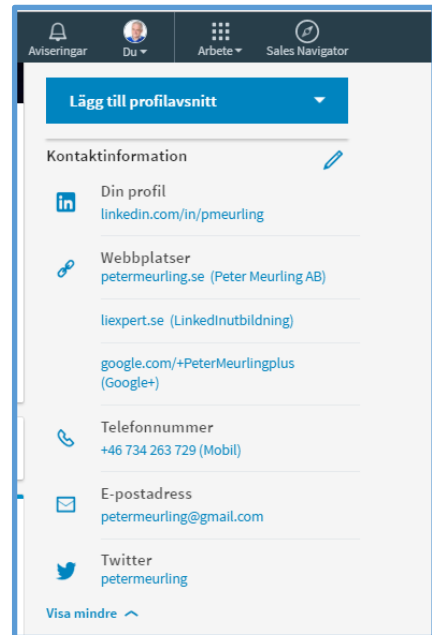 Aviseringar Du Arbete Sales Navigator
Lägg till profilavsnitt
Kontaktinformation
in Din profil
linkedin.com/in/pmeurling
Webbplatser
petermeurling.se (Peter Meurling AB)
liexpert.se (LinkedInutbildning)
google.com/+PeterMeurlingplus
(Google+)
Telefonnummer
+46 734 263 729 (Mobil)
E-postadress
petermeurling@gmail.com
Twitter
petermeurling
Visa mindre